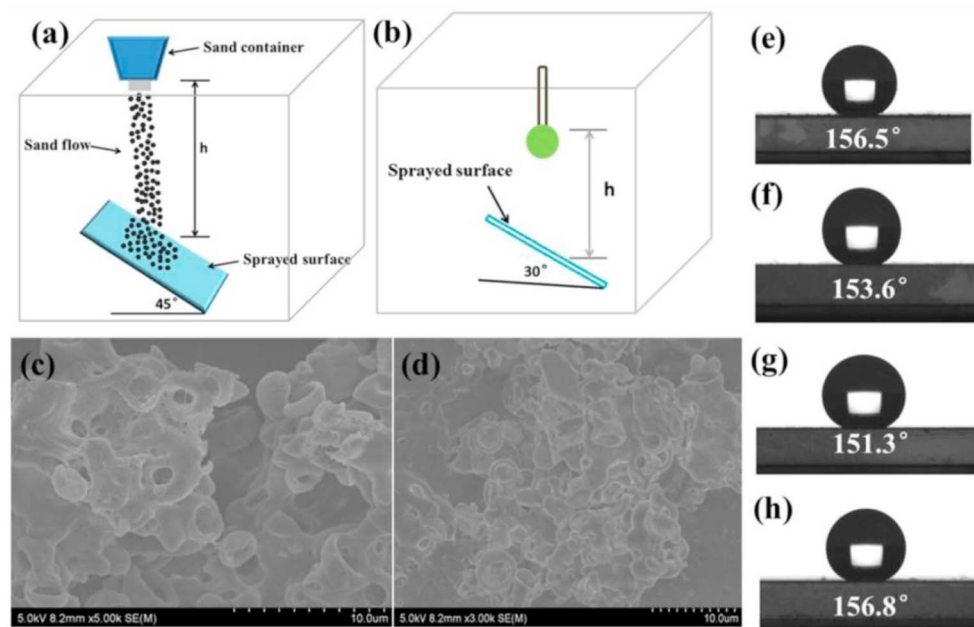 (a)
Sand container
Sand flow
h
Sprayed surface
45°
(b)
Sprayed surface
h
30°
(c)
5.0kV 8.2mm x5.00k SE(M)
10.0um
(d)
5.0kV 8.2mm x3.00k SE(M)
10.0um
(e)
156.5°
(f)
153.6°
(g)
151.3°
(h)
156.8°